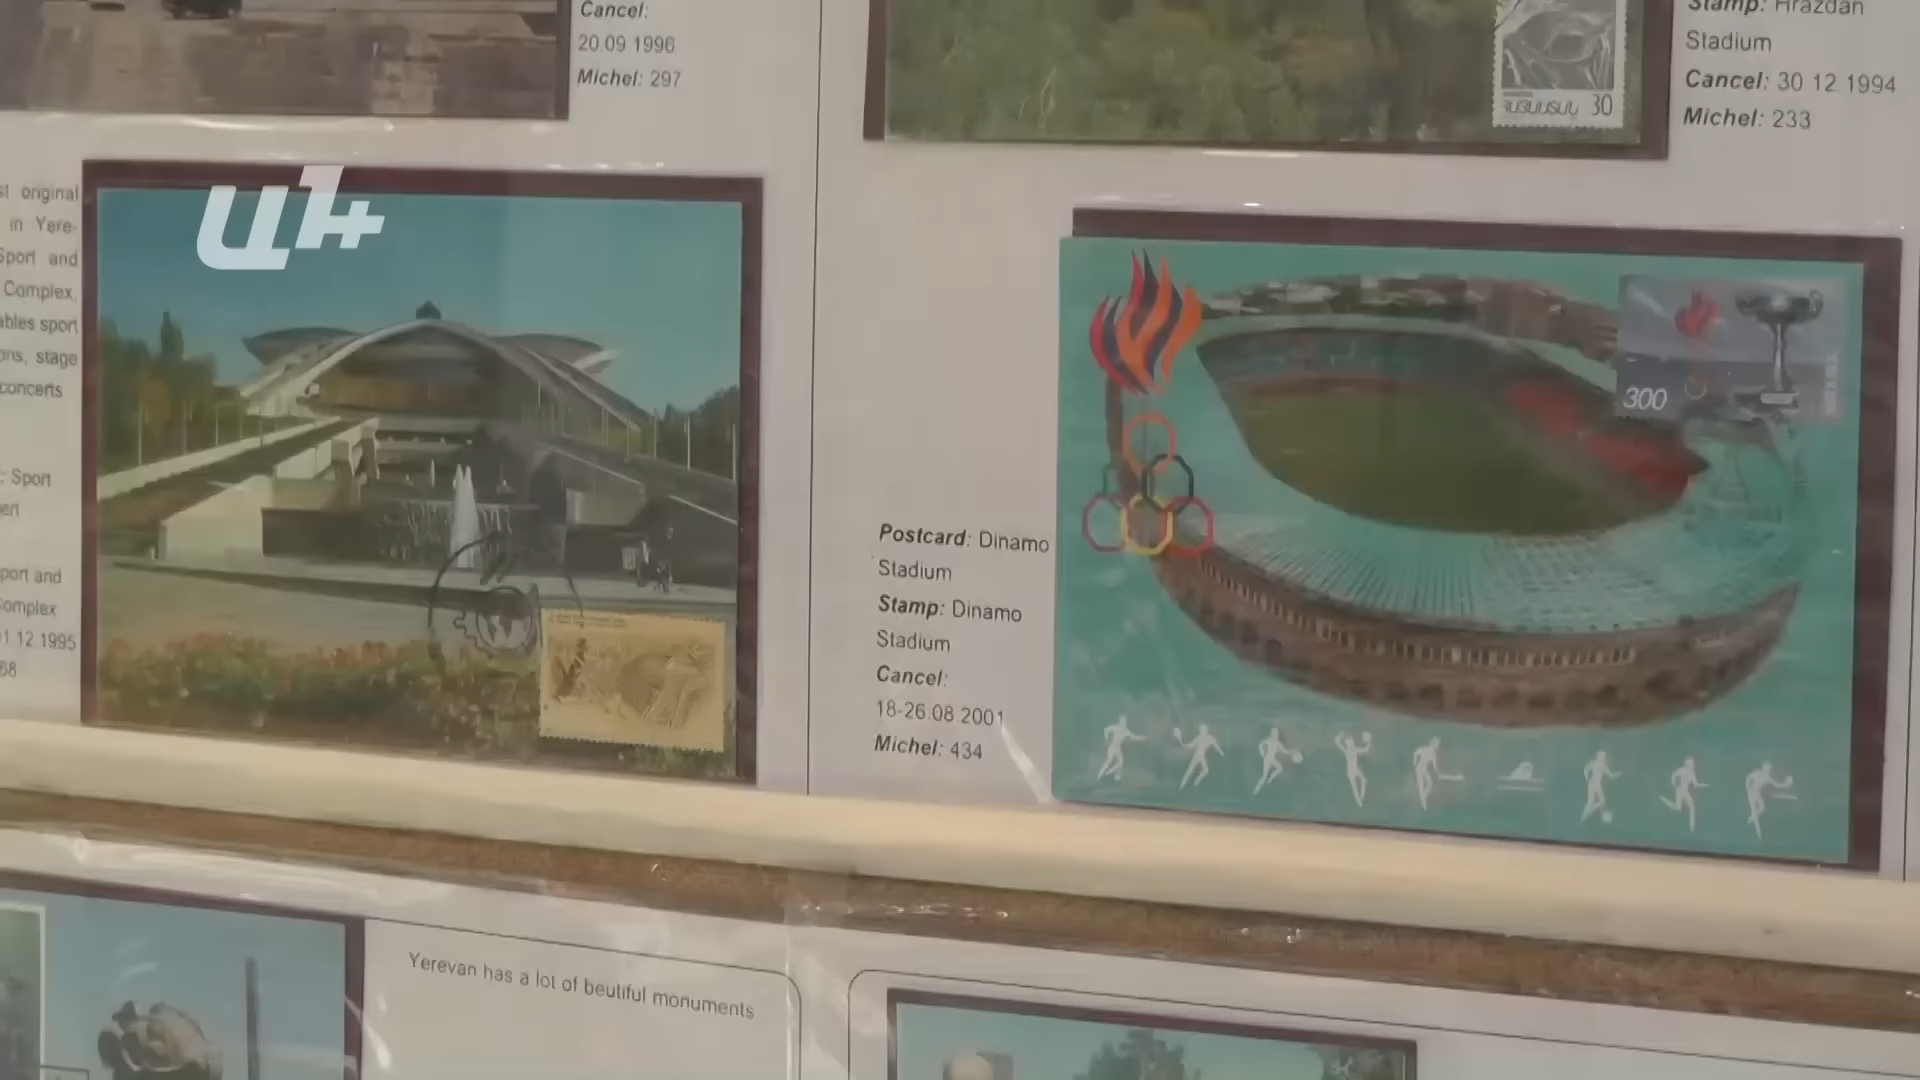 Cancel:
20.09 1996
Michel: 297
Stamp: Hrazdan
Stadium
Cancel: 30 12.1994
Michel: 233
ՀԱՅԱՍՏԱՆ 30
Ա1+
original
in Yere-
Sport and
Complex,
sport
stage
concerts
: Sport
port and
omplex
1 12.1995
68
300
Postcard: Dinamo
Stadium
Stamp: Dinamo
Stadium
Cancel:
18-26.08 2001
Michel: 434
Yerevan has a lot of beutiful monuments